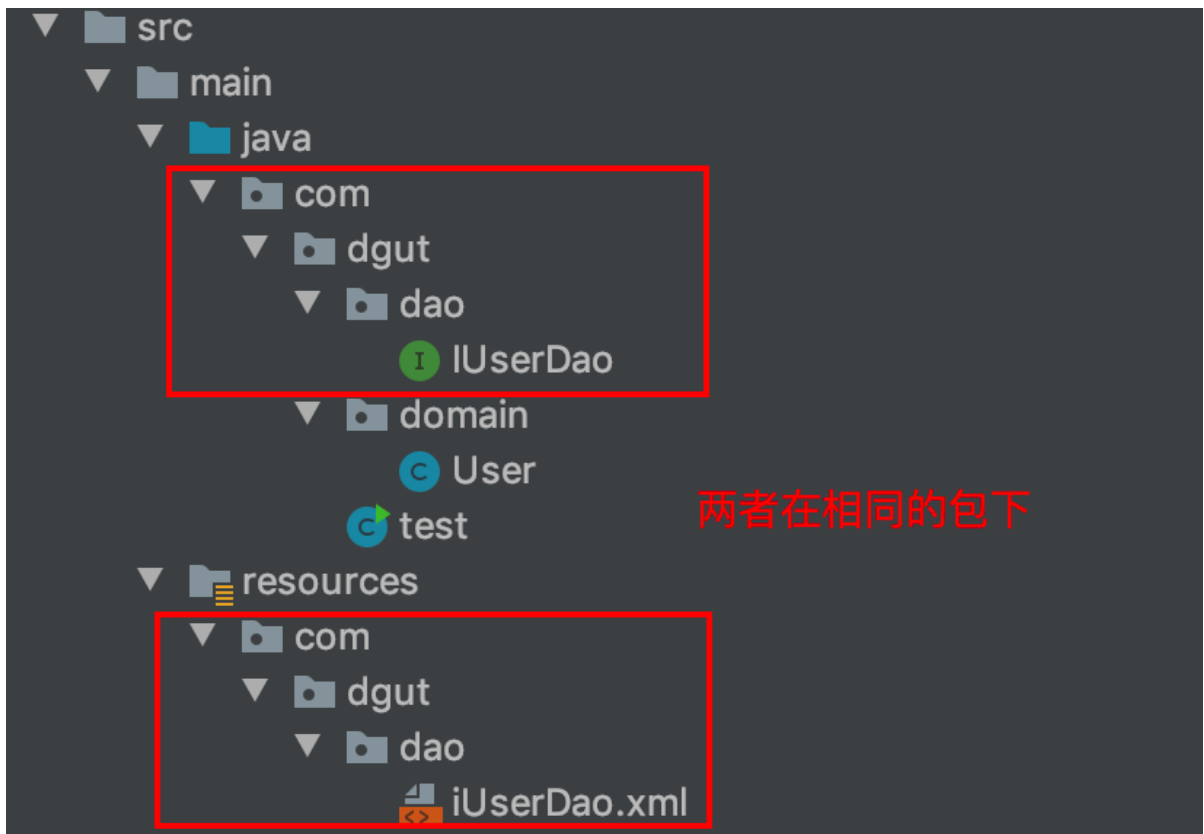 src
main
java
com
dgut
dao
IUserDao
domain
User
两者在相同的包下
test
resources
com
dgut
dao
iUserDao.xml